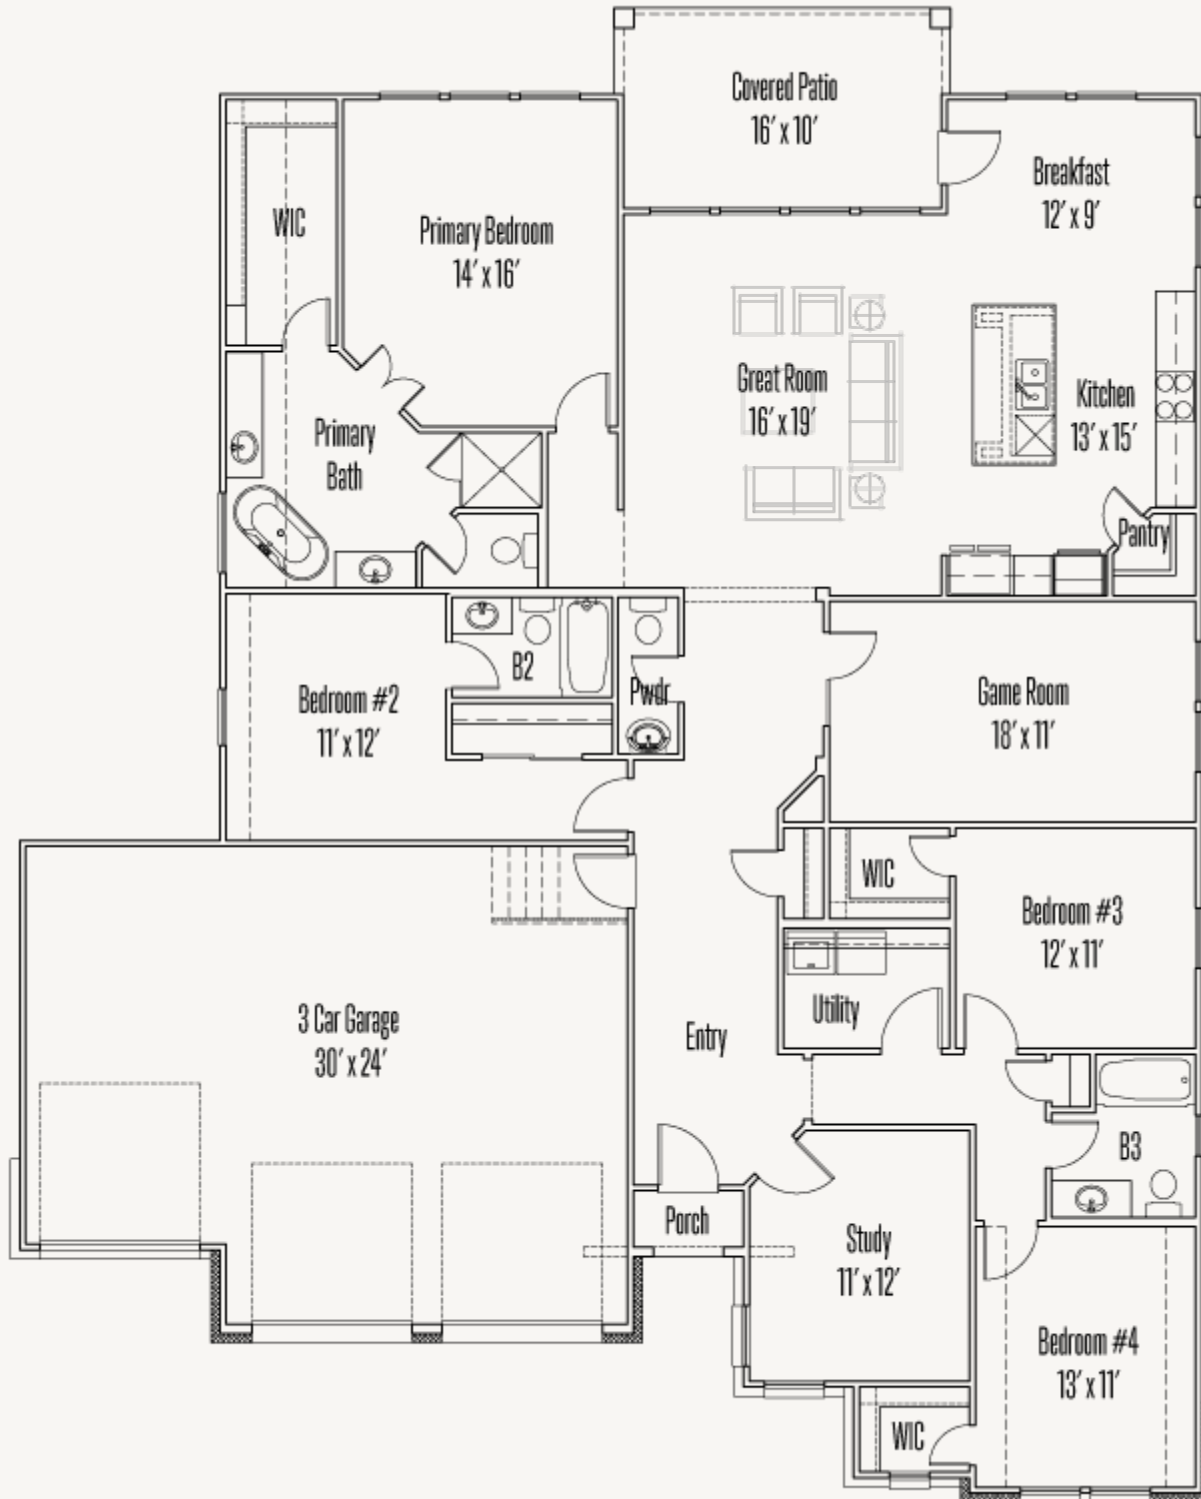 Covered Patio
16' x 10'
Breakfast
12' x 9'
WIC
Primary Bedroom
14' x 16'
Great Room
16' x 19'
Kitchen
13' x 15'
Primary
Bath
Pantry
B2
Bedroom #2
11' x 12'
Pwdr
Game Room
18' x 11'
WIC
Bedroom #3
12' x 11'
3 Car Garage
30' x 24'
Utility
Entry
B3
Porch
Study
11' x 12'
Bedroom #4
13' x 11'
WIC